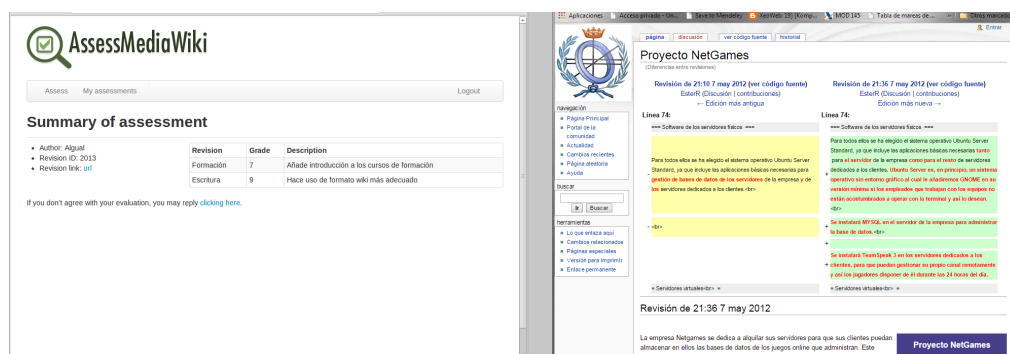 AssessMediaWiki
Assess My assessments Logout
Summary of assessment
Author: Algual
Revision ID: 2013
Revision link: url
Revision Grade Description
Formación 7 Añade introducción a los cursos de formación
Escritura 9 Hace uso de formato wiki más adecuado
If you don't agree with your evaluation, you may reply clicking here.
Aplicaciones Acceso privado - Un... Save to Mendeley XeoWeb 19) [Komp... MOD 145 Tabla de mareas de ... » Otros marcado
Entrar
página discusión ver código fuente historial
Proyecto NetGames
(Diferencias entre revisiones)
Revisión de 21:10 7 may 2012 (ver código fuente)
EsterR (Discusión | contribuciones)
← Edición más antigua
Revisión de 21:36 7 may 2012 (ver código fuente)
EsterR (Discusión | contribuciones)
Edición más nueva →
Línea 74:
=== Software de los servidores físicos ===
Para todos ellos se ha elegido el sistema operativo Ubuntu Server
- Standard, ya que incluye las aplicaciones básicas necesarias para
gestión de bases de datos de los servidores de la empresa y de
los servidores dedicados a los clientes.<br>
- <br>
= Servidores virtuales<br> =
Línea 74:
=== Software de los servidores físicos ===
Para todos ellos se ha elegido el sistema operativo Ubuntu Server
Standard, ya que incluye las aplicaciones básicas necesarias tanto
para el servidor de la empresa como para el resto de servidores
+ dedicados a los clientes. Ubuntu Server es, en principio, un sistema
operativo sin entorno gráfico al cual le añadiremos GNOME en su
versión mínima si los empleados que trabajan con los equipos no
están acostumbrados a operar con la terminal y así lo desean.
<br>
+ Se instalará MYSQL en el servidor de la empresa para administrar
la base de datos.<br>
+
Se instalará TeamSpeak 3 en los servidores dedicados a los
+ clientes, para que puedan gestionar su propio canal remotamente
y así los jugadores disponer de él durante las 24 horas del día.
= Servidores virtuales<br> =
navegación
Página Principal
Portal de la
comunidad
Actualidad
Cambios recientes
Página aleatoria
Ayuda
buscar
Ir Buscar
herramientas
Lo que enlaza aquí
Cambios relacionados
Páginas especiales
Versión para imprimir
Enlace permanente
Revisión de 21:36 7 may 2012
La empresa Netgames se dedica a alquilar sus servidores para que sus clientes puedan
almacenar en ellos las bases de datos de los juegos online que administran. Este
Proyecto NetGames